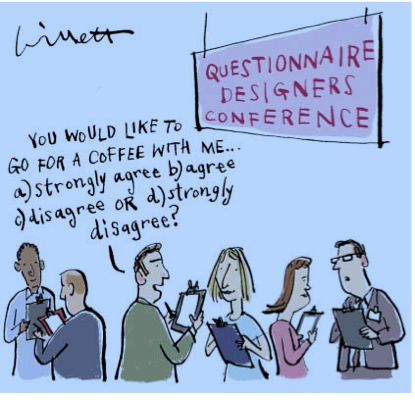 Willett
QUESTIONNAIRE
DESIGNERS
CONFERENCE
YOU WOULD LIKE TO
GO FOR A COFFEE WITH ME...
a)strongly agree b)agree
c)disagree OR d)strongly
disagree?